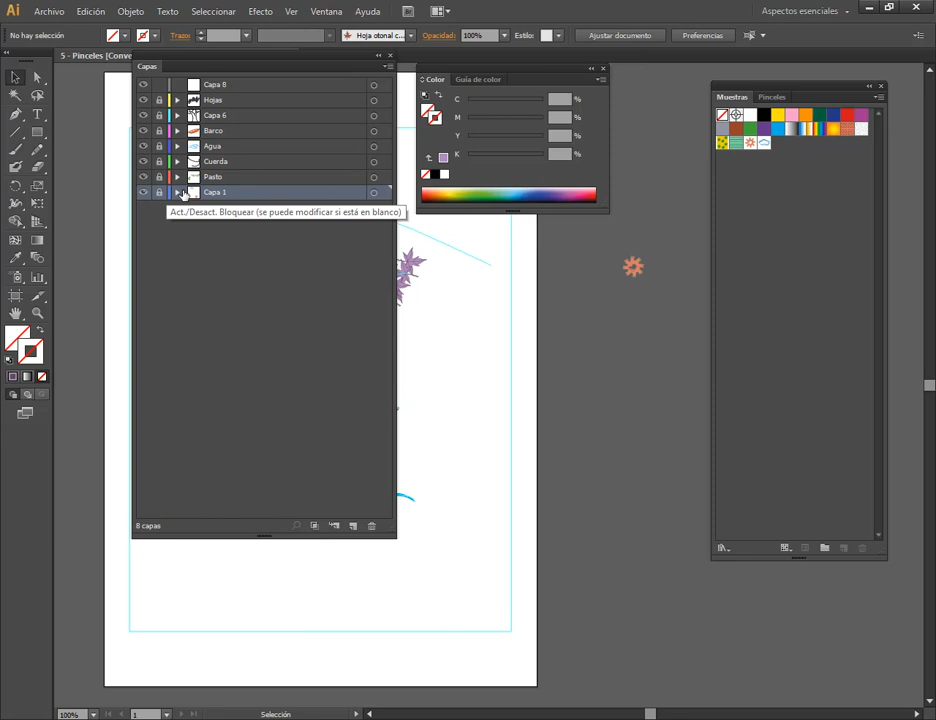 Ai Archivo Edición Objeto Texto Seleccionar Efecto Ver Ventana Ayuda Br Aspectos esenciales
No hay selección Trazo: Hoja otonal c... Opacidad: 100% Estilo: Ajustar documento Preferencias
5 - Pinceles [Conve
Capas
Capa 8
Hojas
Capa 6
Barco
Agua
Cuerda
Pasto
Capa 1
Act./Desact. Bloquear (se puede modificar si está en blanco)
8 capas
Color Guía de color
C %
M %
Y %
K %
Muestras Pinceles
100% 1 Selección